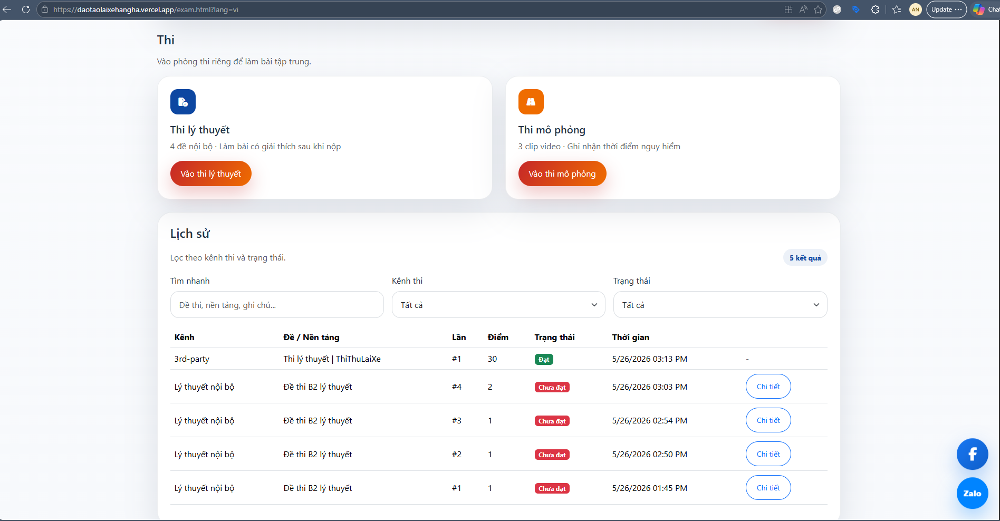 https://daotaolaixehangha.vercel.app/exam.html?lang=vi
AN
Update
Thi
Vào phòng thi riêng để làm bài tập trung.
Thi lý thuyết
4 đề nội bộ · Làm bài có giải thích sau khi nộp
Vào thi lý thuyết
Thi mô phỏng
3 clip video · Ghi nhận thời điểm nguy hiểm
Vào thi mô phỏng
Lịch sử
Lọc theo kênh thi và trạng thái.
5 kết quả
Tìm nhanh
Kênh thi
Trạng thái
Đề thi, nền tảng, ghi chú...
Tất cả
Tất cả
Kênh Đề / Nền tảng Lần Điểm Trạng thái Thời gian
3rd-party Thi lý thuyết | ThiThuLaiXe #1 30 Đạt 5/26/2026 03:13 PM -
Lý thuyết nội bộ Đề thi B2 lý thuyết #4 2 Chưa đạt 5/26/2026 03:03 PM Chi tiết
Lý thuyết nội bộ Đề thi B2 lý thuyết #3 1 Chưa đạt 5/26/2026 02:54 PM Chi tiết
Lý thuyết nội bộ Đề thi B2 lý thuyết #2 1 Chưa đạt 5/26/2026 02:50 PM Chi tiết
Lý thuyết nội bộ Đề thi B2 lý thuyết #1 1 Chưa đạt 5/26/2026 01:45 PM Chi tiết
Zalo